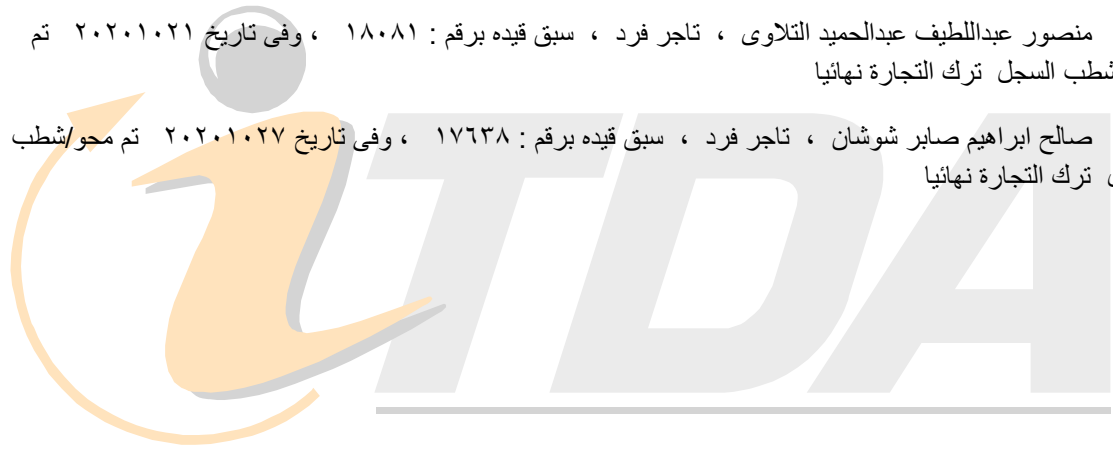 منصور عبداللطيف عبدالحميد التلاوى ، تاجر فرد ، سبق قيده برقم : ١٨٠٨١ ، وفى تاريخ ٢٠٢٠١٠٢١ تم
شطب السجل ترك التجارة نهائيا
صالح ابراهيم صابر شوشان ، تاجر فرد ، سبق قيده برقم : ١٧٦٣٨ ، وفى تاريخ ٢٠٢٠١٠٢٧ تم محو/شطب
ترك التجارة نهائيا
iTDA